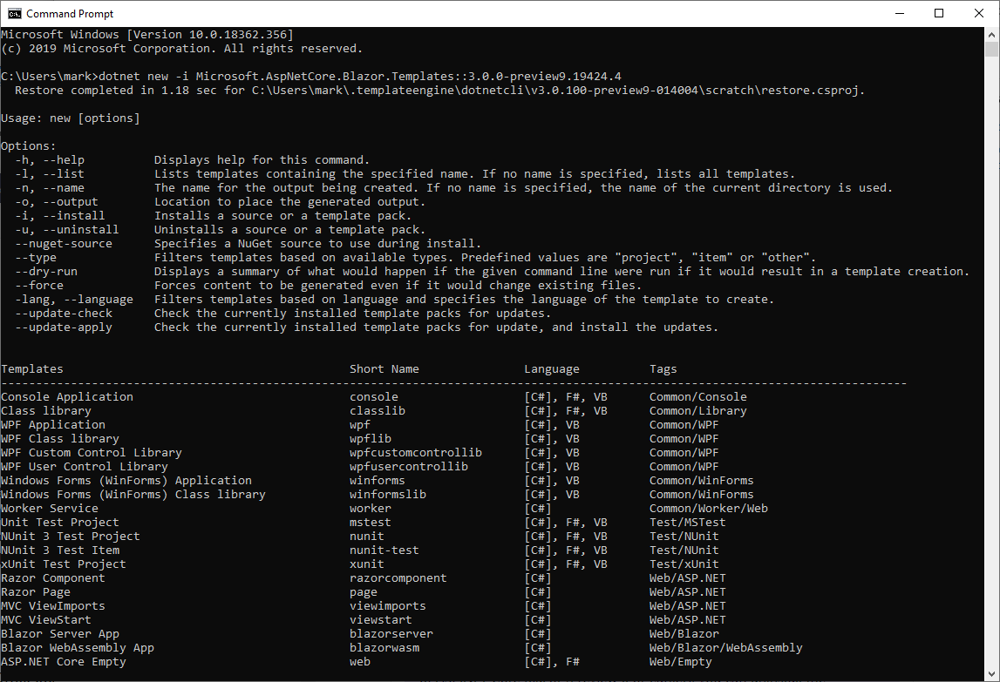 Command Prompt
Microsoft Windows [Version 10.0.18362.356]
(c) 2019 Microsoft Corporation. All rights reserved.
C:\Users\mark>dotnet new -i Microsoft.AspNetCore.Blazor.Templates::3.0.0-preview9.19424.4
  Restore completed in 1.18 sec for C:\Users\mark\.templateengine\dotnetcli\v3.0.100-preview9-014004\scratch\restore.csproj.
Usage: new [options]
Options:
  -h, --help          Displays help for this command.
  -l, --list          Lists templates containing the specified name. If no name is specified, lists all templates.
  -n, --name          The name for the output being created. If no name is specified, the name of the current directory is used.
  -o, --output        Location to place the generated output.
  -i, --install       Installs a source or a template pack.
  -u, --uninstall     Uninstalls a source or a template pack.
  --nuget-source      Specifies a NuGet source to use during install.
  --type              Filters templates based on available types. Predefined values are "project", "item" or "other".
  --dry-run           Displays a summary of what would happen if the given command line were run if it would result in a template creation.
  --force             Forces content to be generated even if it would change existing files.
  -lang, --language   Filters templates based on language and specifies the language of the template to create.
  --update-check      Check the currently installed template packs for updates.
  --update-apply      Check the currently installed template packs for update, and install the updates.
Templates                                         Short Name               Language          Tags
----------------------------------------------------------------------------------------------------------------------------------
Console Application                               console                  [C#], F#, VB      Common/Console
Class library                                     classlib                 [C#], F#, VB      Common/Library
WPF Application                                   wpf                      [C#], VB          Common/WPF
WPF Class library                                 wpflib                   [C#], VB          Common/WPF
WPF Custom Control Library                        wpfcustomcontrollib      [C#], VB          Common/WPF
WPF User Control Library                          wpfusercontrollib        [C#], VB          Common/WPF
Windows Forms (WinForms) Application              winforms                 [C#], VB          Common/WinForms
Windows Forms (WinForms) Class library            winformslib              [C#], VB          Common/WinForms
Worker Service                                    worker                   [C#]              Common/Worker/Web
Unit Test Project                                 mstest                   [C#], F#, VB      Test/MSTest
NUnit 3 Test Project                              nunit                    [C#], F#, VB      Test/NUnit
NUnit 3 Test Item                                 nunit-test               [C#], F#, VB      Test/NUnit
xUnit Test Project                                xunit                    [C#], F#, VB      Test/xUnit
Razor Component                                   razorcomponent           [C#]              Web/ASP.NET
Razor Page                                        page                     [C#]              Web/ASP.NET
MVC ViewImports                                   viewimports              [C#]              Web/ASP.NET
MVC ViewStart                                     viewstart                [C#]              Web/ASP.NET
Blazor Server App                                 blazorserver             [C#]              Web/Blazor
Blazor WebAssembly App                            blazorwasm               [C#]              Web/Blazor/WebAssembly
ASP.NET Core Empty                                web                      [C#], F#          Web/Empty